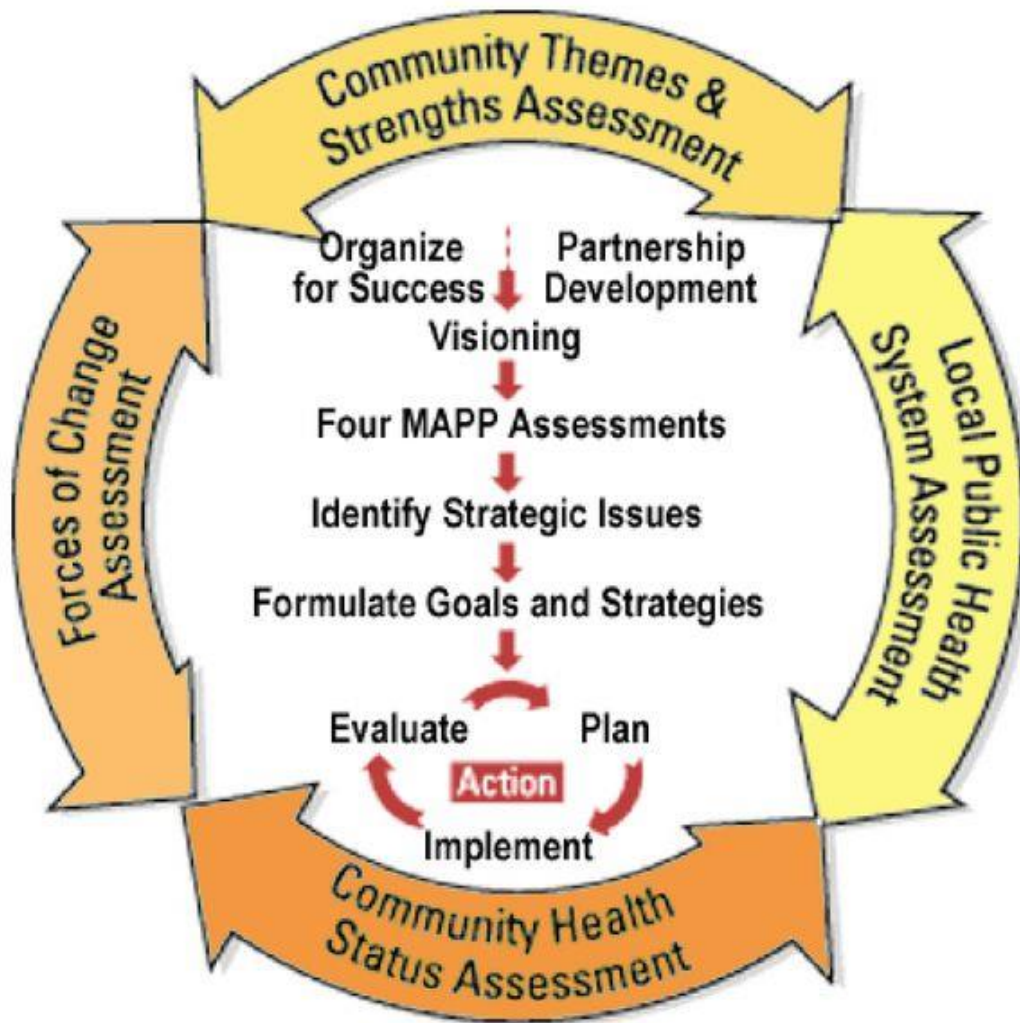 Community Themes &
Strengths Assessment
Organize
for Success
Partnership
Development
Visioning
Four MAPP Assessments
Identify Strategic Issues
Formulate Goals and Strategies
Evaluate
Plan
Action
Implement
Forces of Change
Assessment
Local Public Health
System Assessment
Community Health
Status Assessment